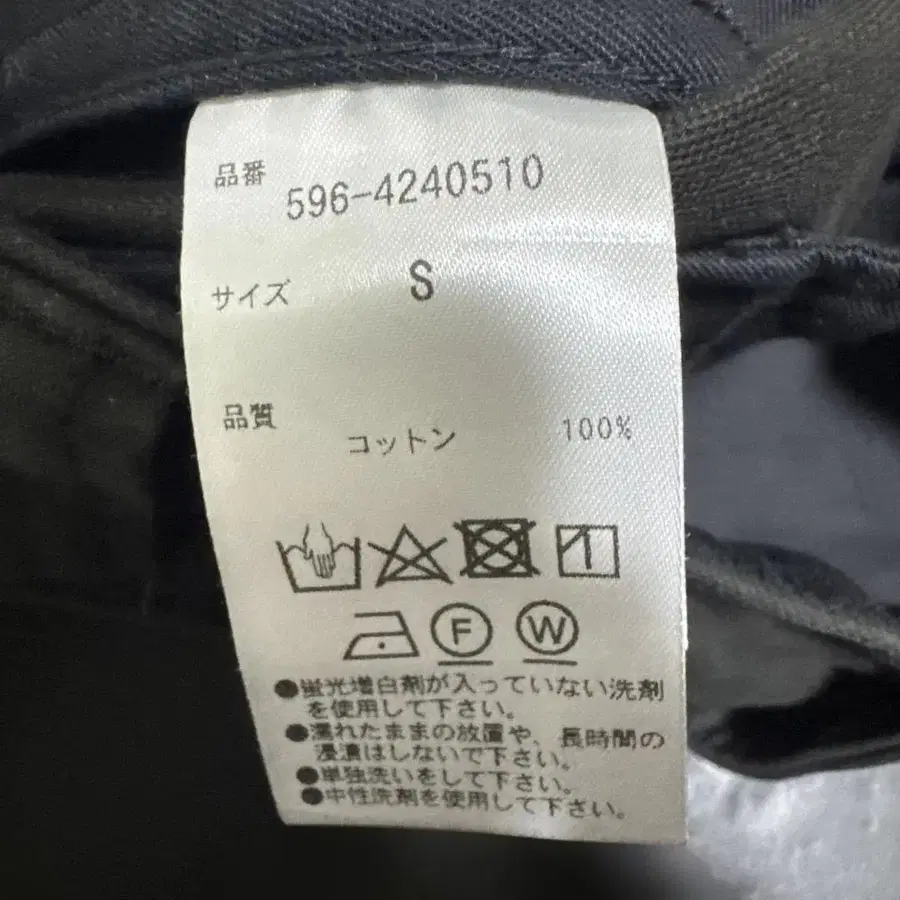 品番
596-4240510
サイズ S
品質
コットン 100%
F W
●蛍光増白剤が入っていない洗剤
を使用して下さい。
●濡れたままの放置や、長時間の
浸漬はしないで下さい。
●単独洗いをして下さい。
●中性洗剤を使用して下さい。